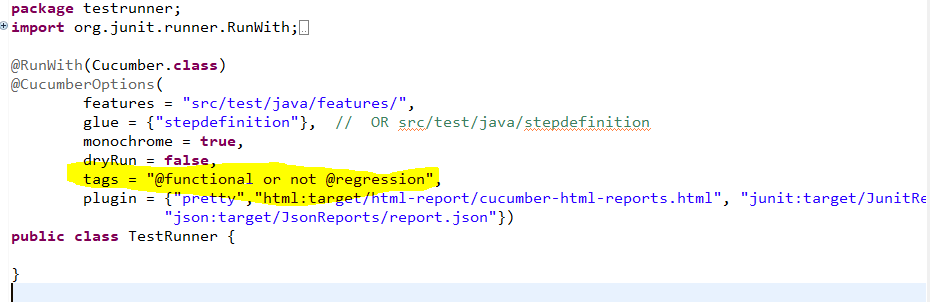 package testrunner;
import org.junit.runner.RunWith;
@RunWith(Cucumber.class)
@CucumberOptions(
features = "src/test/java/features/",
glue = {"stepdefinition"}, // OR src/test/java/stepdefinition
monochrome = true,
dryRun = false,
tags = "@functional or not @regression",
plugin = {"pretty","html:target/html-report/cucumber-html-reports.html", "junit:target/JunitRe
"json:target/JsonReports/report.json"})
public class TestRunner {
}